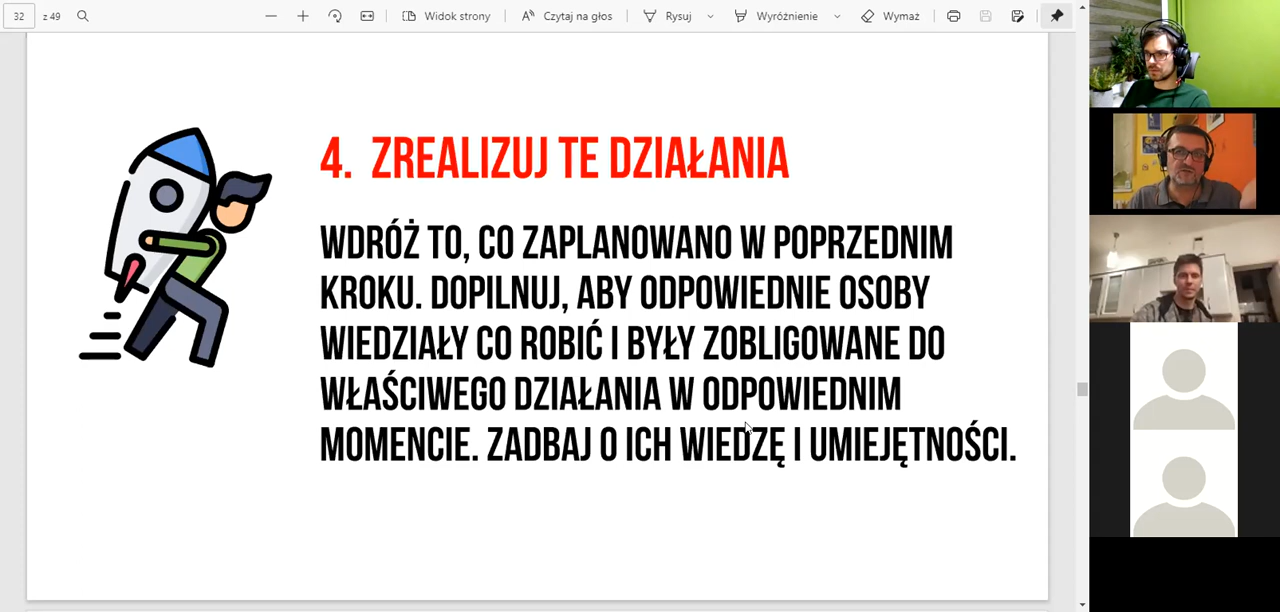 32
z 49
Widok strony
Czytaj na głos
Rysuj
Wyróżnienie
Wymaż
4. ZREALIZUJ TE DZIAŁANIA
WDRÓŻ TO, CO ZAPLANOWANO W POPRZEDNIM
KROKU. DOPILNUJ, ABY ODPOWIEDNIE OSOBY
WIEDZIAŁY CO ROBIĆ I BYŁY ZOBLIGOWANE DO
WŁAŚCIWEGO DZIAŁANIA W ODPOWIEDNIM
MOMENCIE. ZADBAJ O ICH WIEDZĘ I UMIEJĘTNOŚCI.